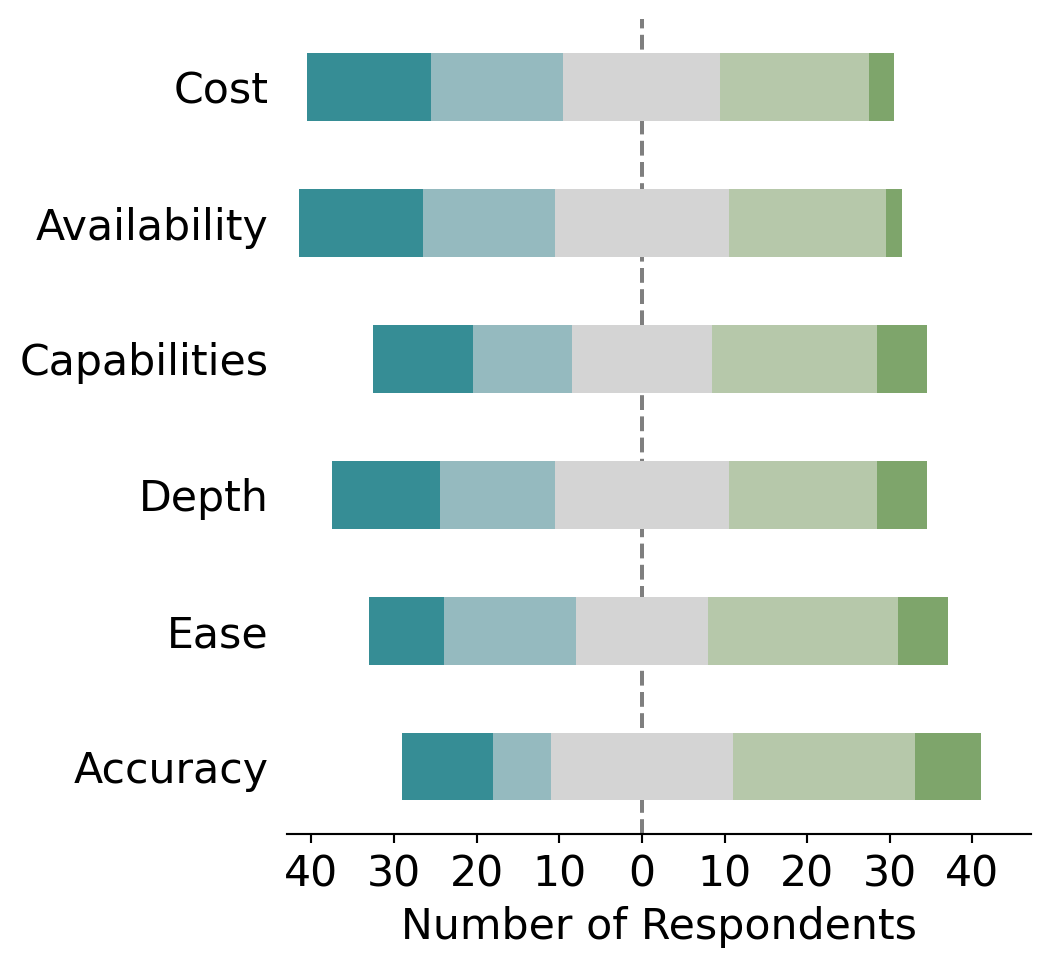 Cost
Availability
Capabilities
Depth
Ease
Accuracy
40 30 20 10 0 10 20 30 40
Number of Respondents